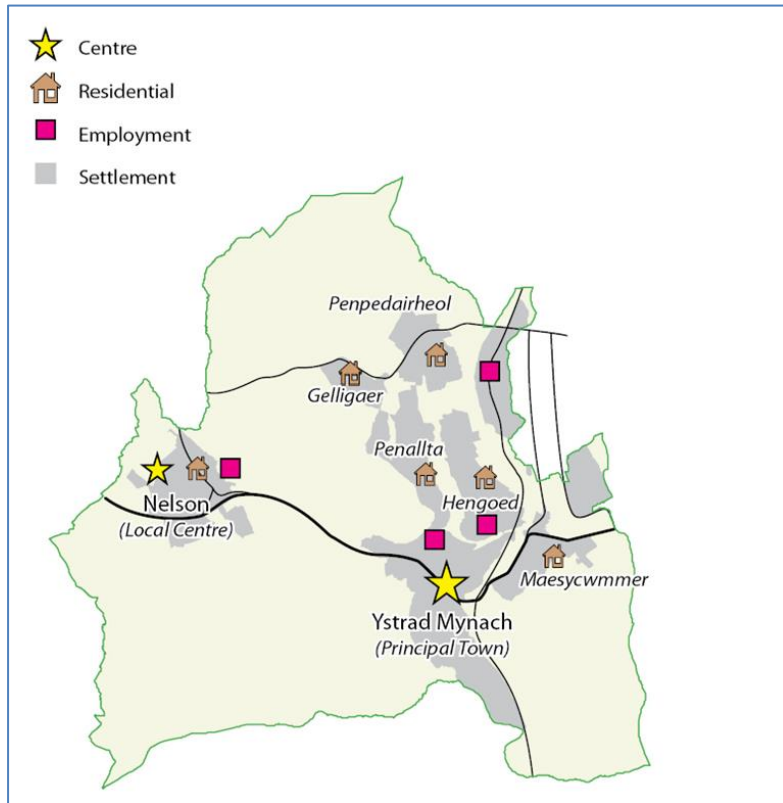 Centre
Residential
Employment
Settlement
Penpedairheol
Gelligaer
Penallta
Hengoed
Nelson
(Local Centre)
Maesycwmmer
Ystrad Mynach
(Principal Town)